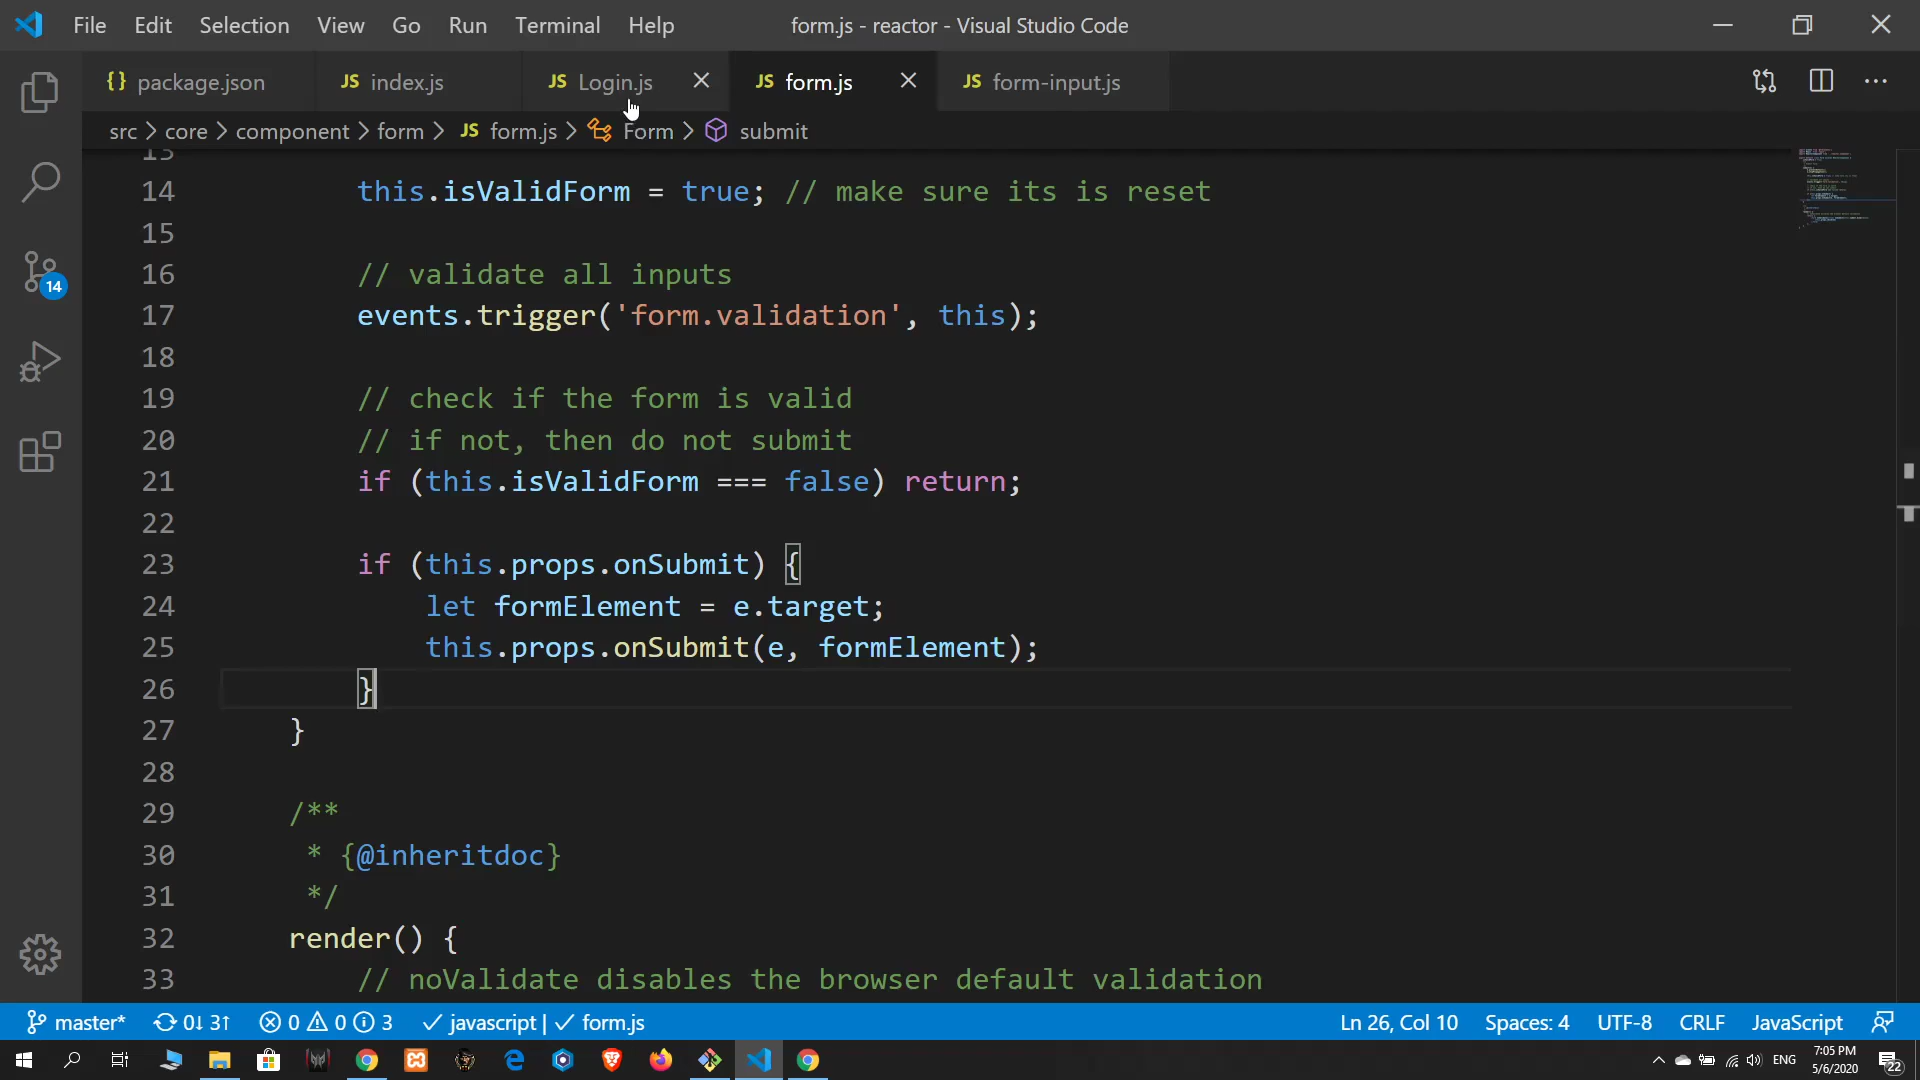 File Edit Selection View Go Run Terminal Help form.js - reactor - Visual Studio Code
{} package.json JS index.js JS Login.js JS form.js JS form-input.js
src > core > component > form > JS form.js > Form > submit
13
14 this.isValidForm = true; // make sure its is reset
15
16 // validate all inputs
17 events.trigger('form.validation', this);
18
19 // check if the form is valid
20 // if not, then do not submit
21 if (this.isValidForm === false) return;
22
23 if (this.props.onSubmit) {
24 let formElement = e.target;
25 this.props.onSubmit(e, formElement);
26 }
27 }
28
29 /**
30 * {@inheritdoc}
31 */
32 render() {
33 // noValidate disables the browser default validation
14
master* 0↓ 3↑ 0 0 3 javascript | form.js Ln 26, Col 10 Spaces: 4 UTF-8 CRLF JavaScript
ENG 7:05 PM
5/6/2020 22